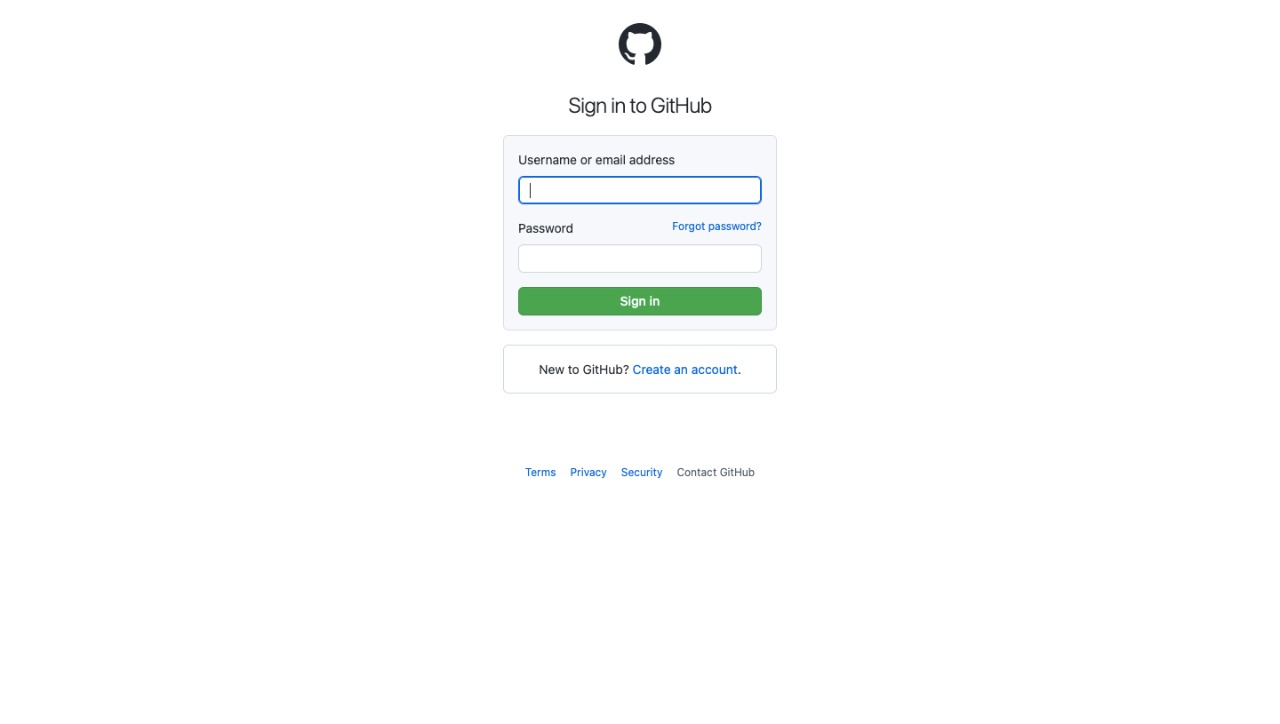 Sign in to GitHub
Username or email address
Password
Forgot password?
Sign in
New to GitHub? Create an account.
Terms Privacy Security Contact GitHub